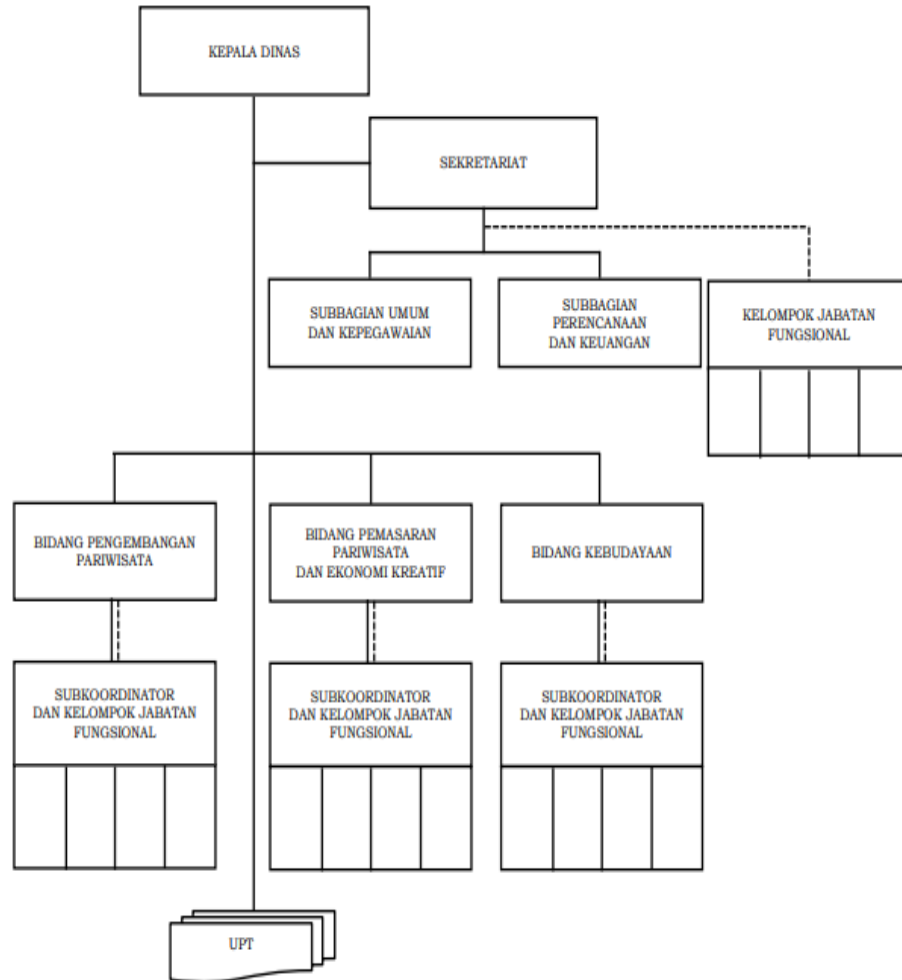 KEPALA DINAS
SEKRETARIAT
SUBBAGIAN UMUM
DAN KEPEGAWAIAN
SUBBAGIAN
PERENCANAAN
DAN KEUANGAN
KELOMPOK JABATAN
FUNGSIONAL
BIDANG PENGEMBANGAN
PARIWISATA
BIDANG PEMASARAN
PARIWISATA
DAN EKONOMI KREATIF
BIDANG KEBUDAYAAN
SUBKOORDINATOR
DAN KELOMPOK JABATAN
FUNGSIONAL
SUBKOORDINATOR
DAN KELOMPOK JABATAN
FUNGSIONAL
SUBKOORDINATOR
DAN KELOMPOK JABATAN
FUNGSIONAL
UPT